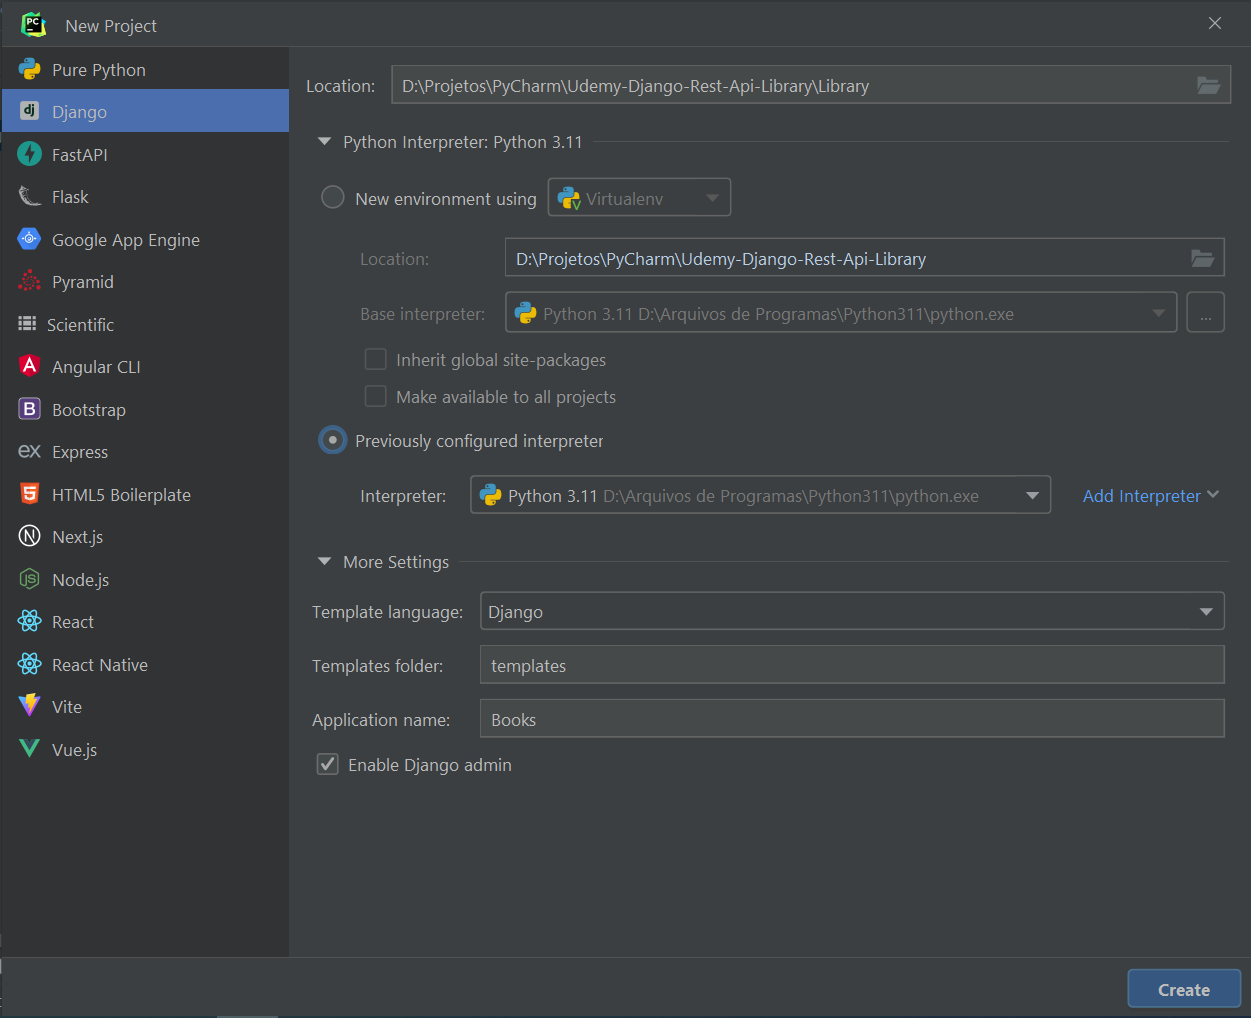 New Project
Pure Python
Django
FastAPI
Flask
Google App Engine
Pyramid
Scientific
Angular CLI
Bootstrap
Express
HTML5 Boilerplate
Next.js
Node.js
React
React Native
Vite
Vue.js
Location: D:\Projetos\PyCharm\Udemy-Django-Rest-Api-Library\Library
Python Interpreter: Python 3.11
New environment using Virtualenv
Location: D:\Projetos\PyCharm\Udemy-Django-Rest-Api-Library
Base interpreter: Python 3.11 D:\Arquivos de Programas\Python311\python.exe ...
Inherit global site-packages
Make available to all projects
Previously configured interpreter
Interpreter: Python 3.11 D:\Arquivos de Programas\Python311\python.exe Add Interpreter
More Settings
Template language: Django
Templates folder: templates
Application name: Books
Enable Django admin
Create